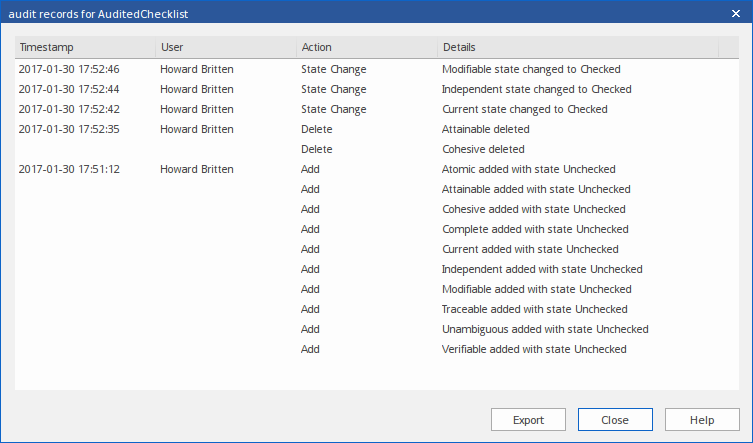 audit records for AuditedChecklist
Timestamp User Action Details
2017-01-30 17:52:46 Howard Britten State Change Modifiable state changed to Checked
2017-01-30 17:52:44 Howard Britten State Change Independent state changed to Checked
2017-01-30 17:52:42 Howard Britten State Change Current state changed to Checked
2017-01-30 17:52:35 Howard Britten Delete Attainable deleted
Delete Cohesive deleted
2017-01-30 17:51:12 Howard Britten Add Atomic added with state Unchecked
Add Attainable added with state Unchecked
Add Cohesive added with state Unchecked
Add Complete added with state Unchecked
Add Current added with state Unchecked
Add Independent added with state Unchecked
Add Modifiable added with state Unchecked
Add Traceable added with state Unchecked
Add Unambiguous added with state Unchecked
Add Verifiable added with state Unchecked
Export Close Help